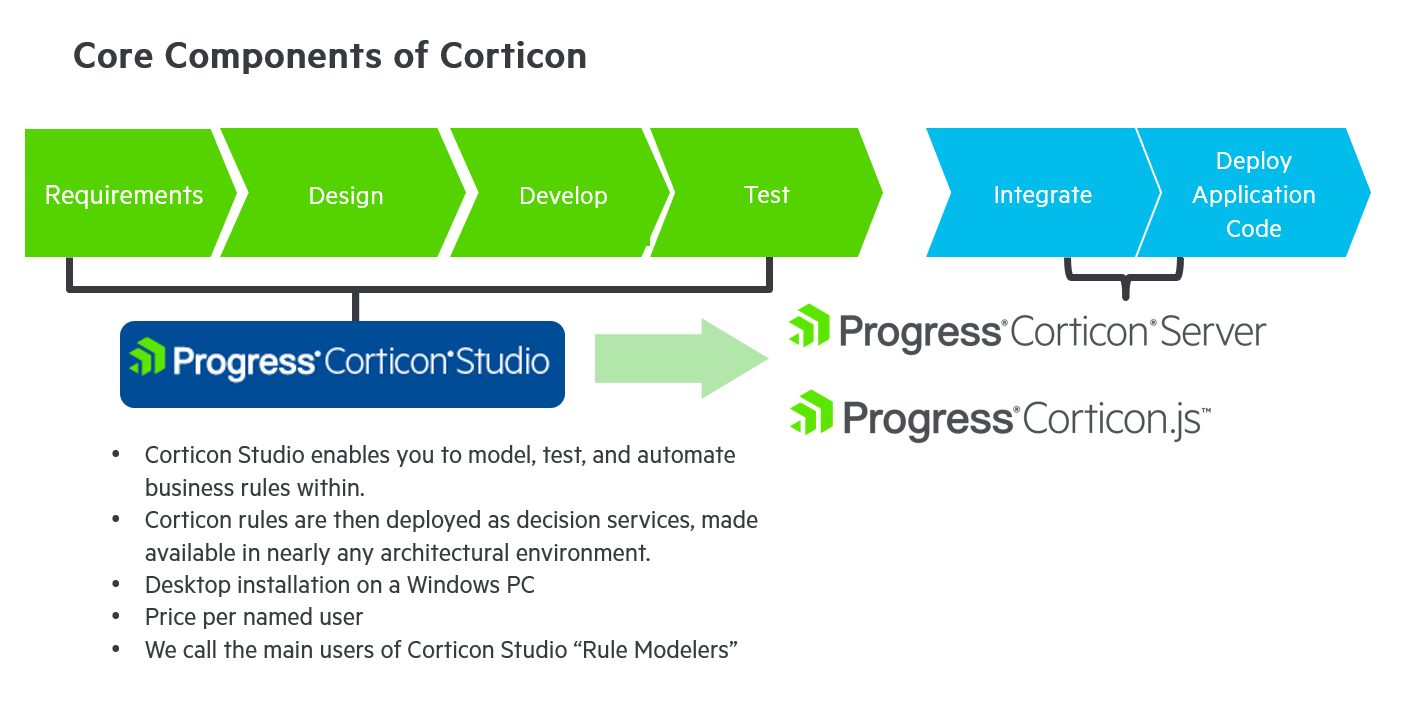 Core Components of Corticon
Requirements
Design
Develop
Test
Integrate
Deploy
Application
Code
Progress® Corticon® Studio
Progress® Corticon® Server
Progress® Corticon.js™
• Corticon Studio enables you to model, test, and automate
business rules within.
• Corticon rules are then deployed as decision services, made
available in nearly any architectural environment.
• Desktop installation on a Windows PC
• Price per named user
• We call the main users of Corticon Studio “Rule Modelers”